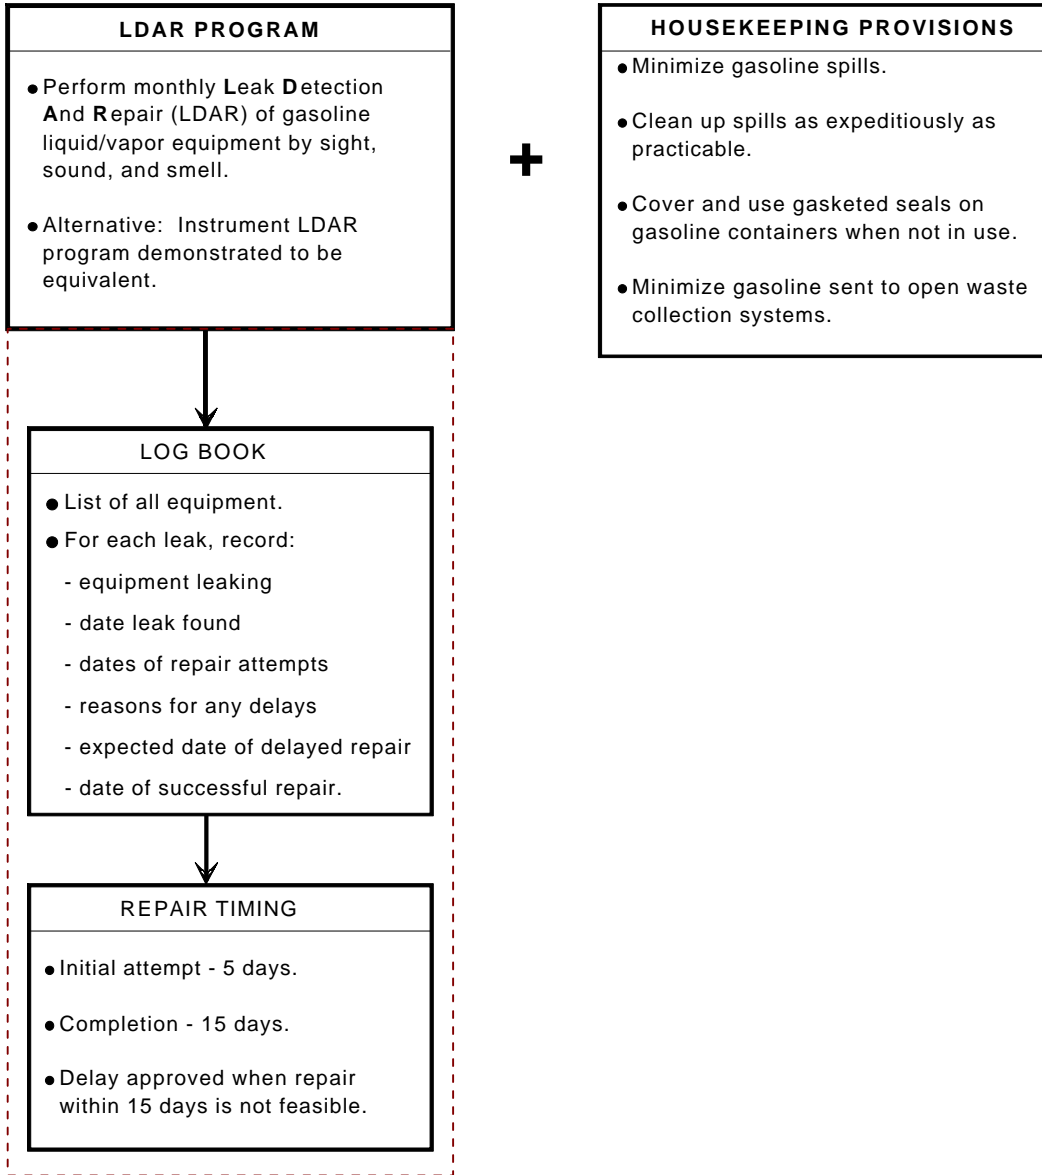 LDAR PROGRAM
● Perform monthly Leak Detection
And Repair (LDAR) of gasoline
liquid/vapor equipment by sight,
sound, and smell.
● Alternative: Instrument LDAR
program demonstrated to be
equivalent.
+
HOUSEKEEPING PROVISIONS
● Minimize gasoline spills.
● Clean up spills as expeditiously as
practicable.
● Cover and use gasketed seals on
gasoline containers when not in use.
● Minimize gasoline sent to open waste
collection systems.
LOG BOOK
● List of all equipment.
● For each leak, record:
- equipment leaking
- date leak found
- dates of repair attempts
- reasons for any delays
- expected date of delayed repair
- date of successful repair.
REPAIR TIMING
● Initial attempt - 5 days.
● Completion - 15 days.
● Delay approved when repair
within 15 days is not feasible.